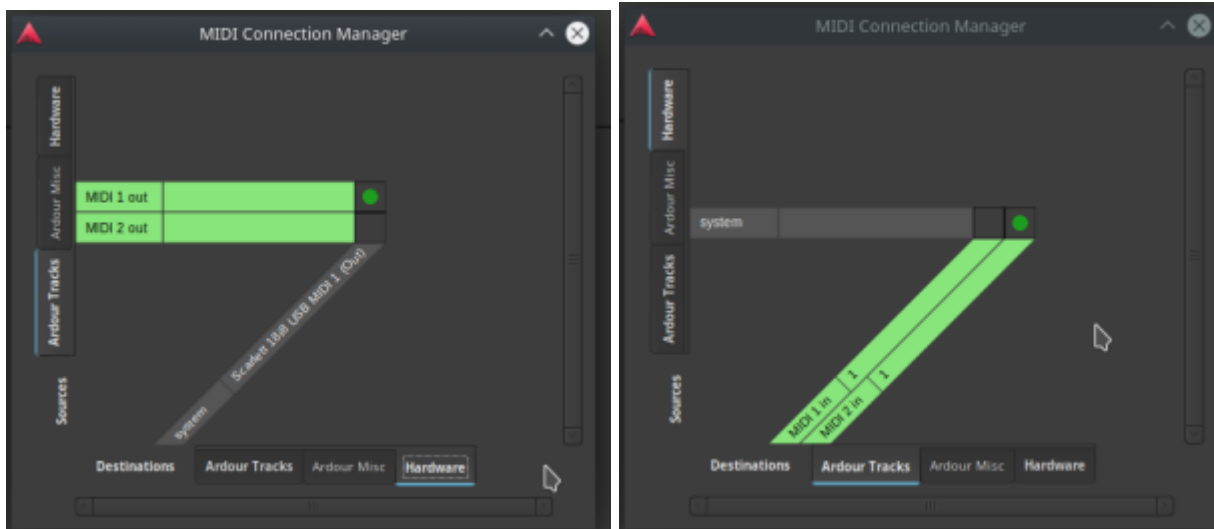 MIDI Connection Manager
Hardware
Ardour Misc
Ardour Tracks
Sources
MIDI 1 out
MIDI 2 out
Scarlett 18i8 USB MIDI 1 (Out)
system
Destinations
Ardour Tracks
Ardour Misc
Hardware
MIDI Connection Manager
Hardware
Ardour Misc
Ardour Tracks
Sources
system
MIDI 1 in 1
MIDI 2 in 1
Destinations
Ardour Tracks
Ardour Misc
Hardware